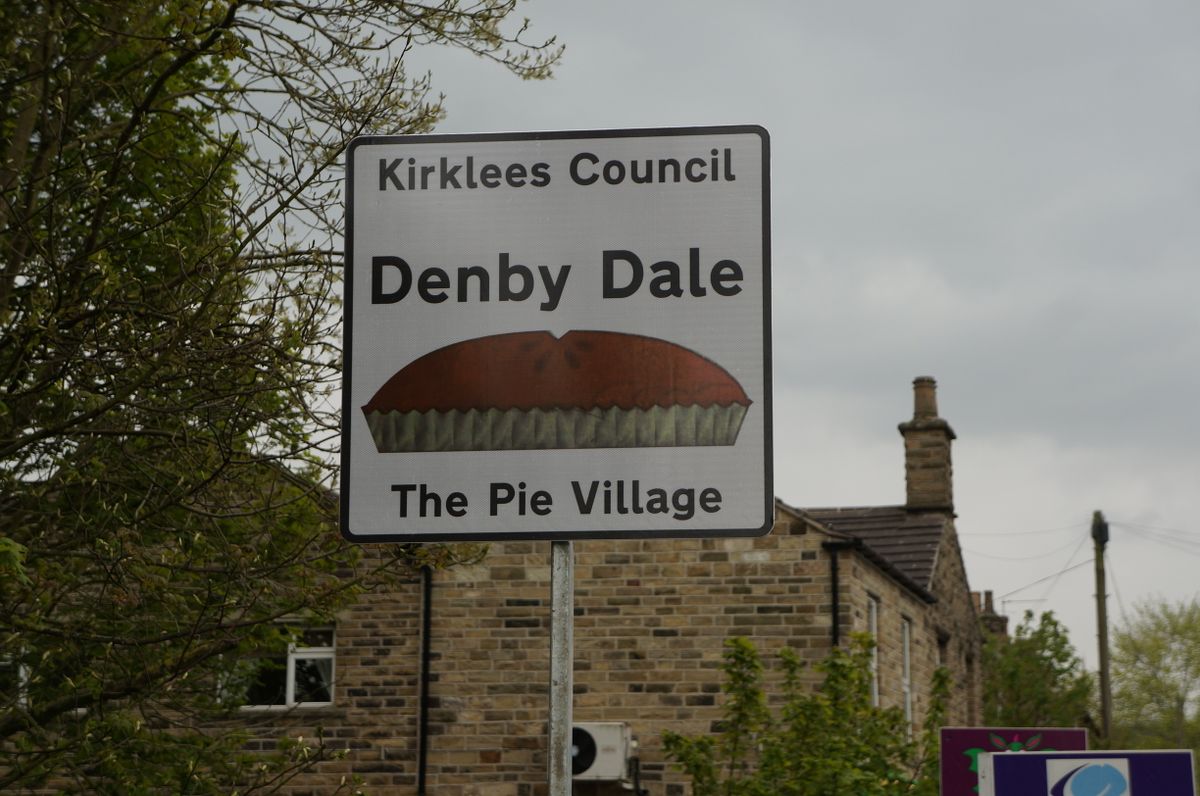 Kirklees Council
Denby Dale
The Pie Village